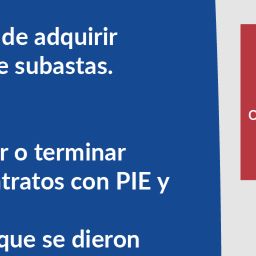 de adquirir
e subastas.
r o terminar
tratos con PIE y
que se dieron